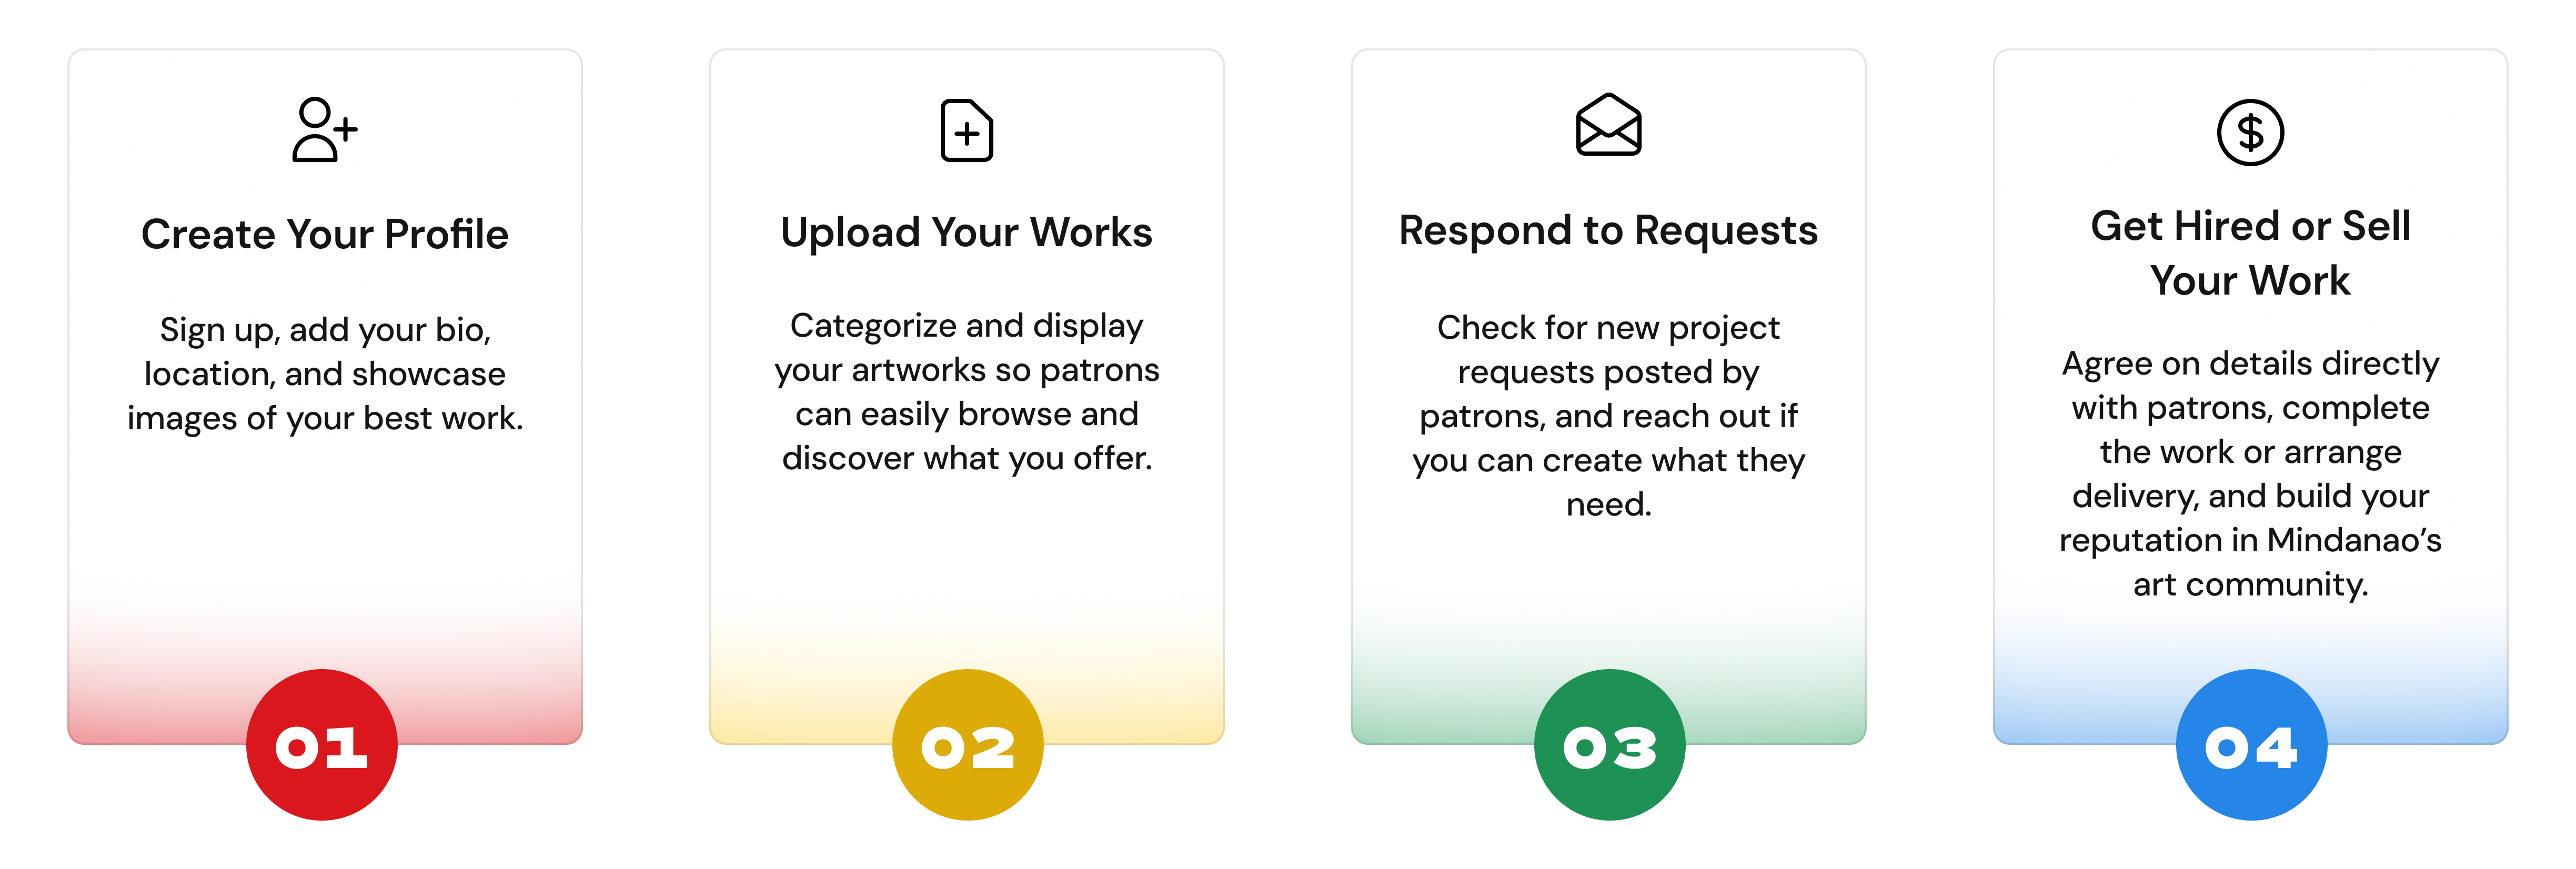 Create Your Profile
Sign up, add your bio,
location, and showcase
images of your best work.
01
Upload Your Works
Categorize and display
your artworks so patrons
can easily browse and
discover what you offer.
02
Respond to Requests
Check for new project
requests posted by
patrons, and reach out if
you can create what they
need.
03
Get Hired or Sell
Your Work
Agree on details directly
with patrons, complete
the work or arrange
delivery, and build your
reputation in Mindanao’s
art community.
04